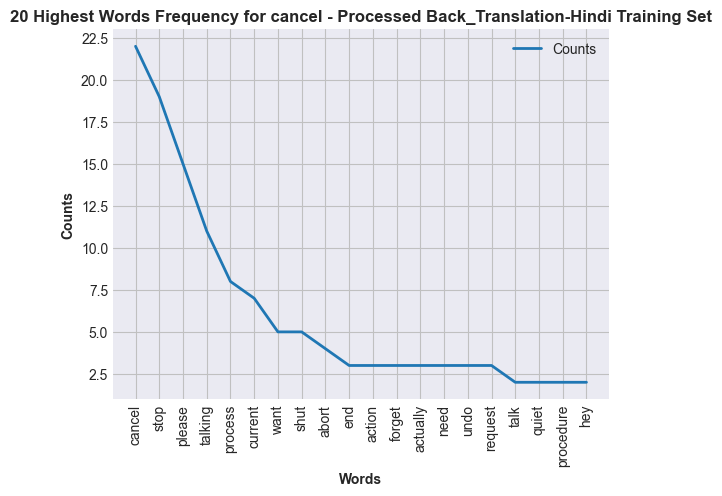 20 Highest Words Frequency for cancel - Processed Back_Translation-Hindi Training Set
Counts
22.5
20.0
17.5
15.0
12.5
10.0
7.5
5.0
2.5
Counts
cancel
stop
please
talking
process
current
want
shut
abort
end
action
forget
actually
need
undo
request
talk
quiet
procedure
hey
Words